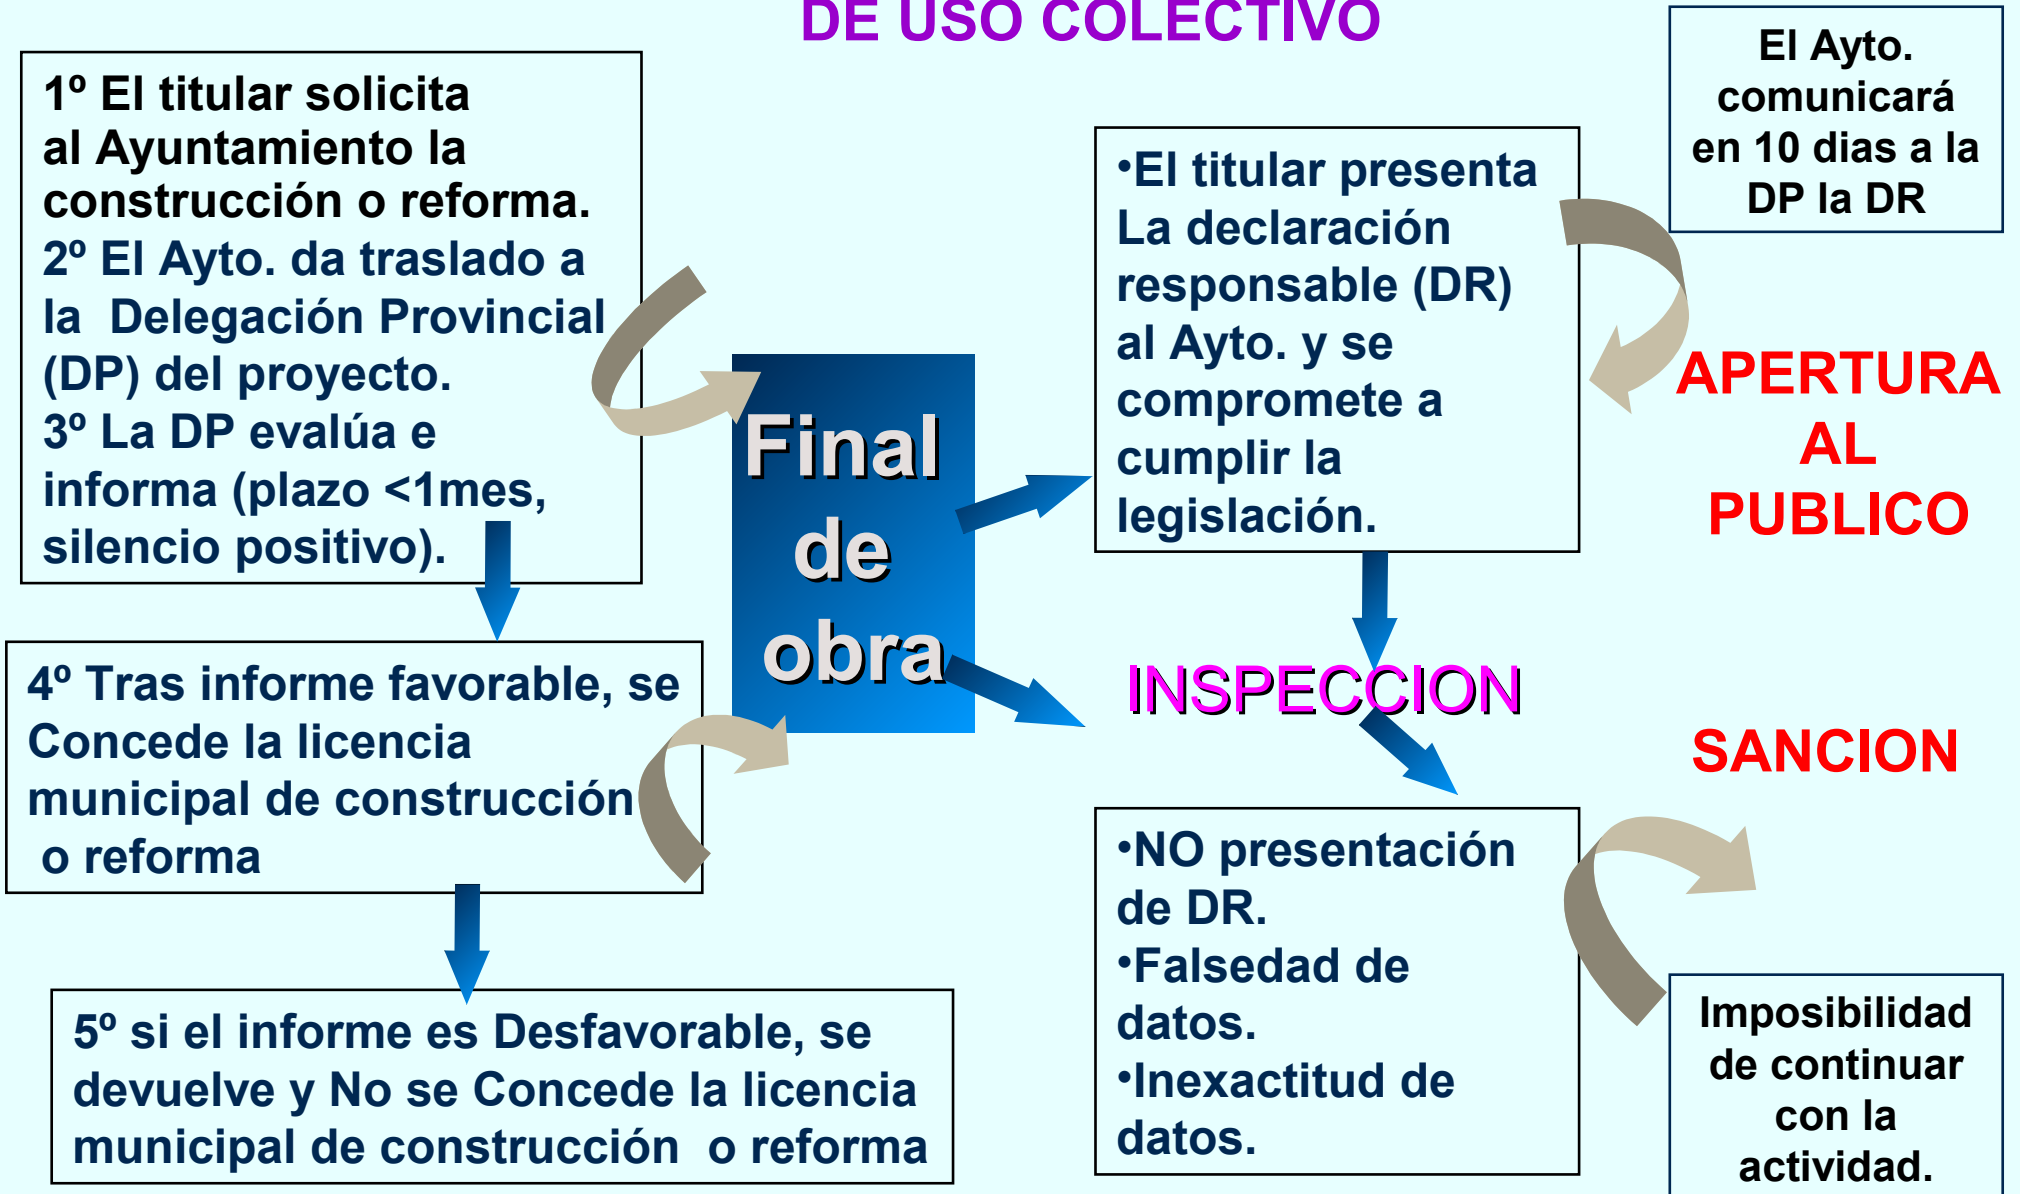 DE USO COLECTIVO
1º El titular solicita
al Ayuntamiento la
construcción o reforma.
2º El Ayto. da traslado a
la Delegación Provincial
(DP) del proyecto.
3º La DP evalúa e
informa (plazo <1mes,
silencio positivo).
4º Tras informe favorable, se
Concede la licencia
municipal de construcción
o reforma
5º si el informe es Desfavorable, se
devuelve y No se Concede la licencia
municipal de construcción o reforma
Final
de
obra
•El titular presenta
La declaración
responsable (DR)
al Ayto. y se
compromete a
cumplir la
legislación.
INSPECCION
•NO presentación
de DR.
•Falsedad de
datos.
•Inexactitud de
datos.
El Ayto.
comunicará
en 10 dias a la
DP la DR
APERTURA
AL
PUBLICO
SANCION
Imposibilidad
de continuar
con la
actividad.